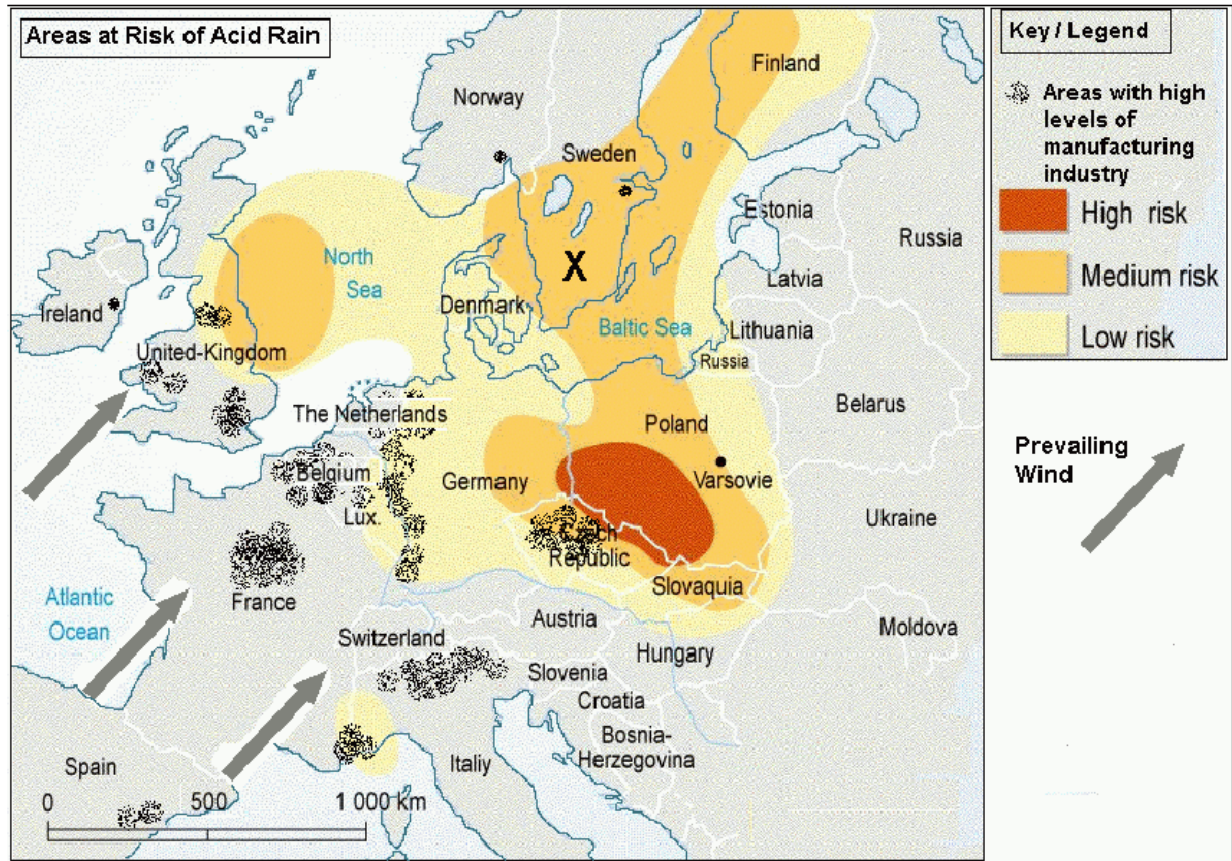 Areas at Risk of Acid Rain
Key / Legend
Areas with high
levels of
manufacturing
industry
High risk
Medium risk
Low risk
Prevailing
Wind
Finland
Norway
Sweden
Estonia
Russia
North
Sea
X
Latvia
Ireland
Denmark
Baltic Sea
Lithuania
United-Kingdom
Russia
The Netherlands
Belarus
Poland
Belgium
Germany
Varsovie
Lux.
Ukraine
Czech
Republic
Slovaquia
France
Atlantic
Ocean
Austria
Moldova
Switzerland
Hungary
Slovenia
Croatia
Bosnia-
Herzegovina
Spain
Italiy
0 500 1 000 km